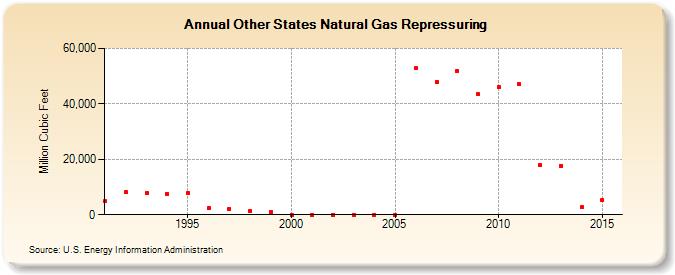 Annual Other States Natural Gas Repressuring
Million Cubic Feet
60,000
40,000
20,000
0
1995 2000 2005 2010 2015
Source: U.S. Energy Information Administration